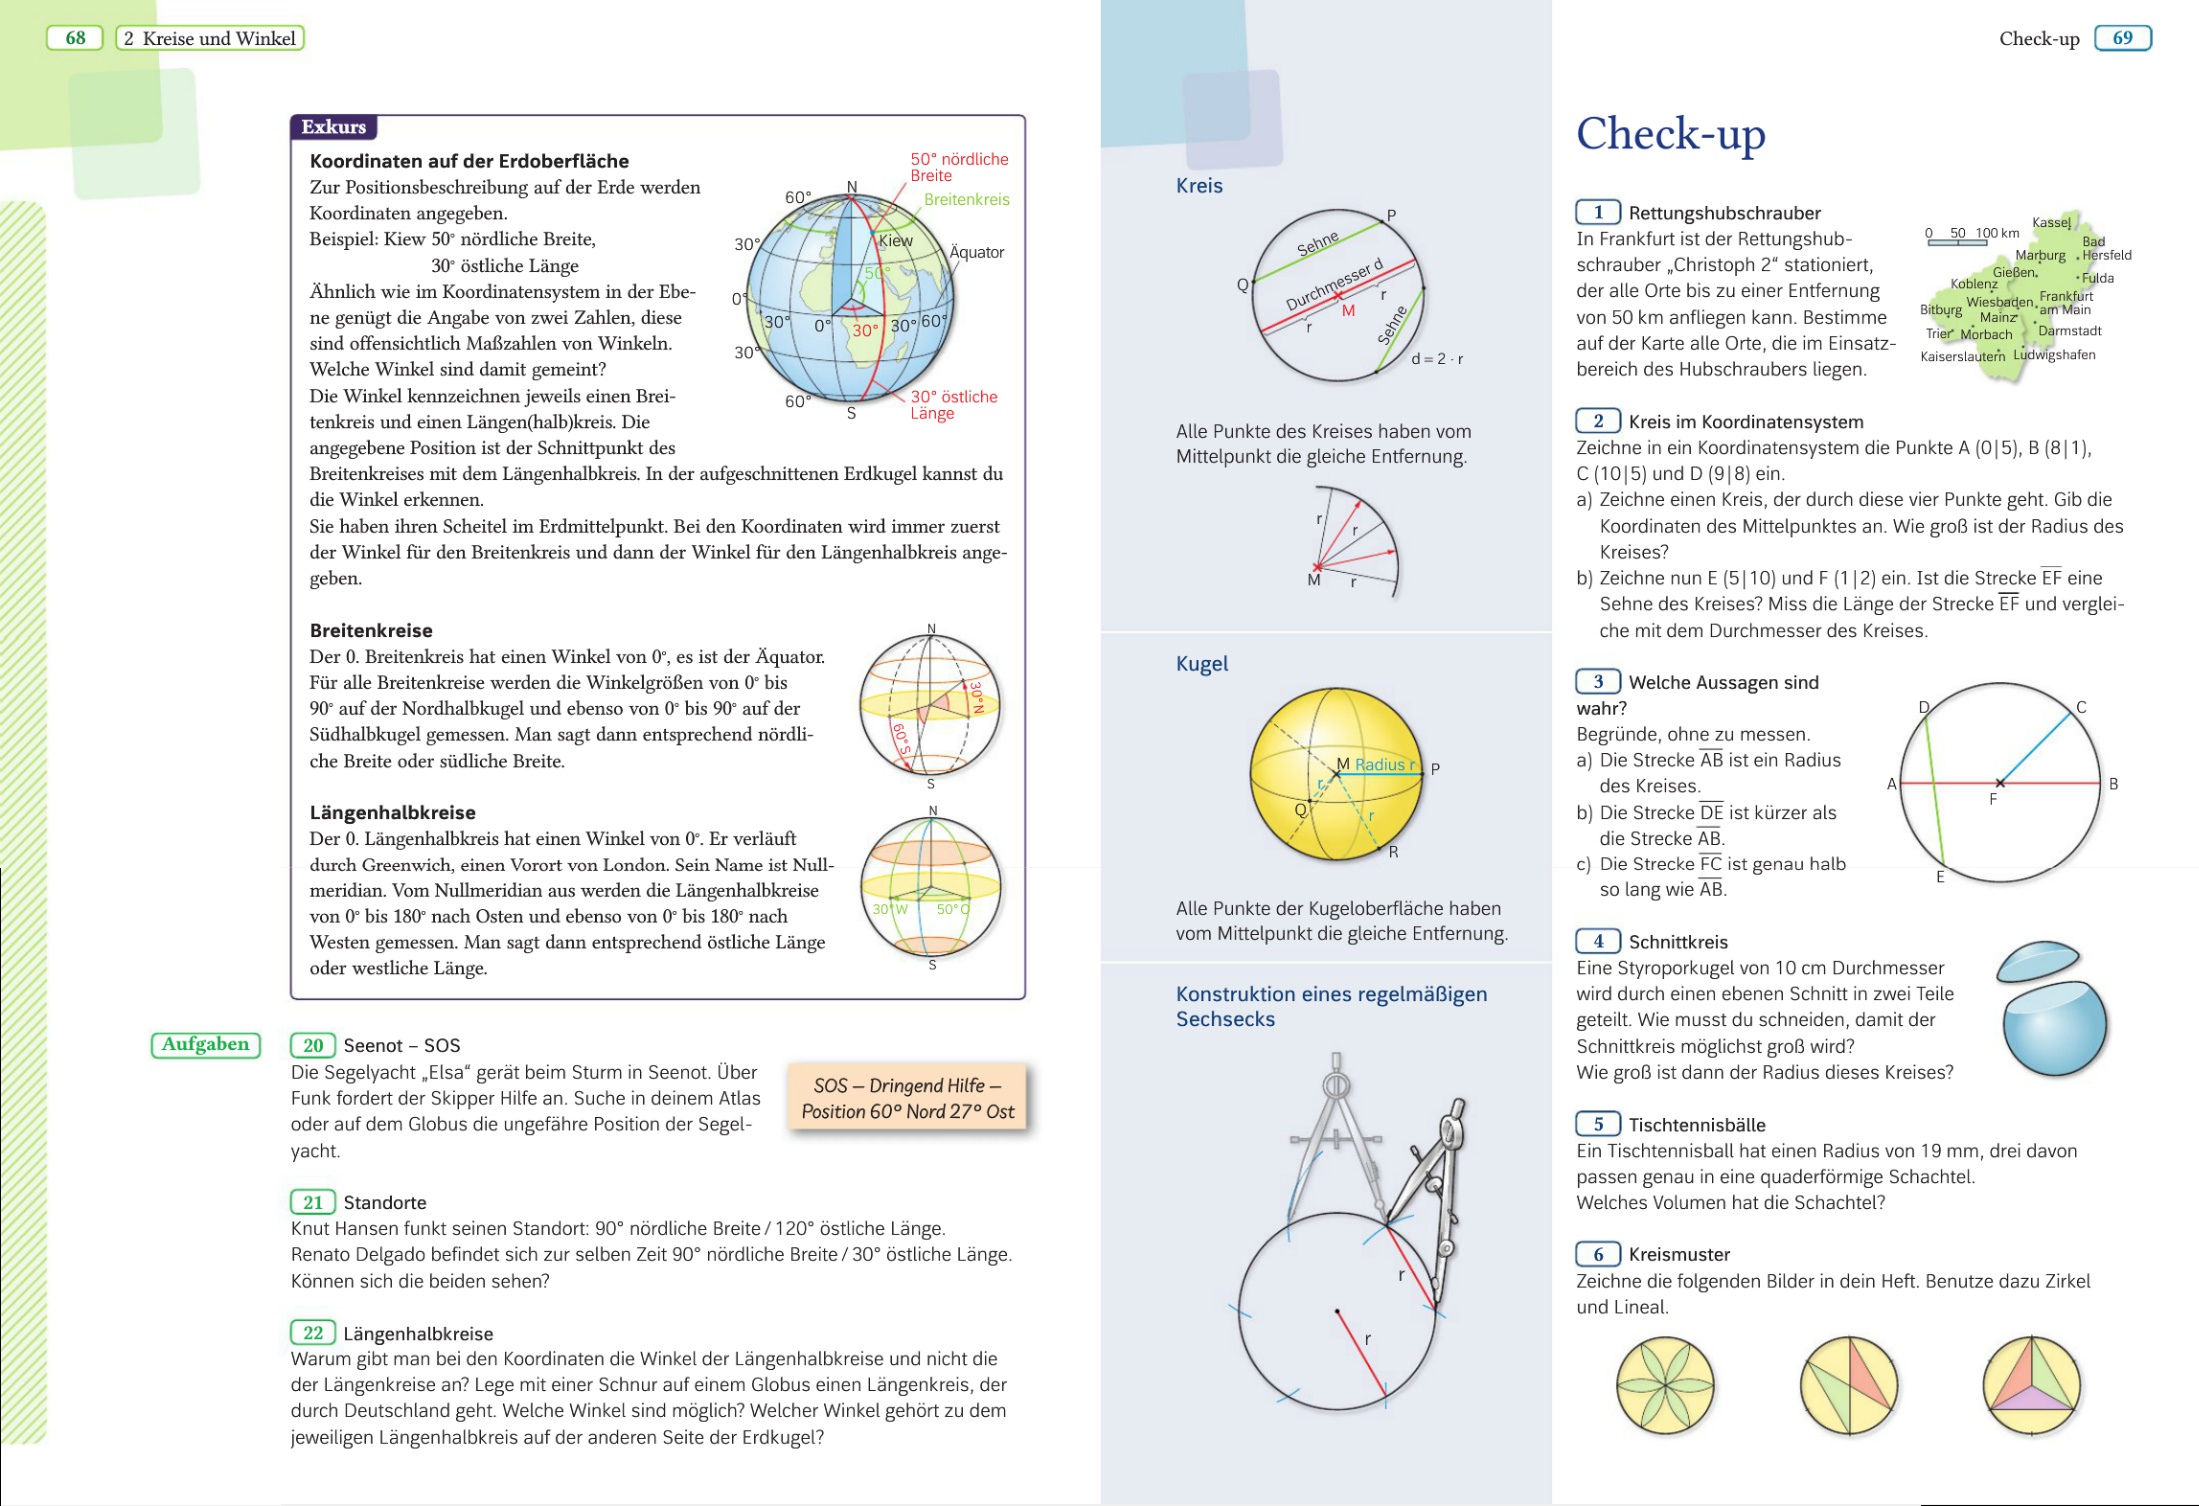 68
2 Kreise und Winkel
Exkurs
Koordinaten auf der Erdoberfläche
Zur Positionsbeschreibung auf der Erde werden
Koordinaten angegeben.
Beispiel: Kiew 50° nördliche Breite,
30° östliche Länge
Ähnlich wie im Koordinatensystem in der Ebe-
ne genügt die Angabe von zwei Zahlen, diese
sind offensichtlich Maßzahlen von Winkeln.
Welche Winkel sind damit gemeint?
Die Winkel kennzeichnen jeweils einen Brei-
tenkreis und einen Längen(halb)kreis. Die
angegebene Position ist der Schnittpunkt des
Breitenkreises mit dem Längenhalbkreis. In der aufgeschnittenen Erdkugel kannst du
die Winkel erkennen.
Sie haben ihren Scheitel im Erdmittelpunkt. Bei den Koordinaten wird immer zuerst
der Winkel für den Breitenkreis und dann der Winkel für den Längenhalbkreis ange-
geben.
50° nördliche
Breite
Breitenkreis
N
60°
Kiew
30°
Äquator
50°
0°
30°
0°
30°
30° 60°
30°
60°
S
30° östliche
Länge
Breitenkreise
Der 0. Breitenkreis hat einen Winkel von 0°, es ist der Äquator.
Für alle Breitenkreise werden die Winkelgrößen von 0° bis
90° auf der Nordhalbkugel und ebenso von 0° bis 90° auf der
Südhalbkugel gemessen. Man sagt dann entsprechend nördli-
che Breite oder südliche Breite.
N
30°N
60°S
S
Längenhalbkreise
Der 0. Längenhalbkreis hat einen Winkel von 0°. Er verläuft
durch Greenwich, einen Vorort von London. Sein Name ist Null-
meridian. Vom Nullmeridian aus werden die Längenhalbkreise
von 0° bis 180° nach Osten und ebenso von 0° bis 180° nach
Westen gemessen. Man sagt dann entsprechend östliche Länge
oder westliche Länge.
N
30°W
50°O
S
Aufgaben
20 Seenot – SOS
Die Segelyacht „Elsa“ gerät beim Sturm in Seenot. Über
Funk fordert der Skipper Hilfe an. Suche in deinem Atlas
oder auf dem Globus die ungefähre Position der Segel-
yacht.
SOS – Dringend Hilfe –
Position 60° Nord 27° Ost
21 Standorte
Knut Hansen funkt seinen Standort: 90° nördliche Breite / 120° östliche Länge.
Renato Delgado befindet sich zur selben Zeit 90° nördliche Breite / 30° östliche Länge.
Können sich die beiden sehen?
22 Längenhalbkreise
Warum gibt man bei den Koordinaten die Winkel der Längenhalbkreise und nicht die
der Längenkreise an? Lege mit einer Schnur auf einem Globus einen Längenkreis, der
durch Deutschland geht. Welche Winkel sind möglich? Welcher Winkel gehört zu dem
jeweiligen Längenhalbkreis auf der anderen Seite der Erdkugel?
Kreis
P
Sehne
Q
Durchmesser d
r
M
r
Sehne
d = 2 · r
Alle Punkte des Kreises haben vom
Mittelpunkt die gleiche Entfernung.
r
r
M
r
Kugel
M Radius r P
r
Q
r
R
Alle Punkte der Kugeloberfläche haben
vom Mittelpunkt die gleiche Entfernung.
Konstruktion eines regelmäßigen
Sechsecks
r
r
Check-up 69
Check-up
1 Rettungshubschrauber
In Frankfurt ist der Rettungshub-
schrauber „Christoph 2“ stationiert,
der alle Orte bis zu einer Entfernung
von 50 km anfliegen kann. Bestimme
auf der Karte alle Orte, die im Einsatz-
bereich des Hubschraubers liegen.
0 50 100 km
Kassel
Bad
Hersfeld
Marburg
Gießen
Fulda
Koblenz
Wiesbaden
Frankfurt
am Main
Bitburg
Mainz
Trier
Morbach
Darmstadt
Kaiserslautern
Ludwigshafen
2 Kreis im Koordinatensystem
Zeichne in ein Koordinatensystem die Punkte A (0|5), B (8|1),
C (10|5) und D (9|8) ein.
a) Zeichne einen Kreis, der durch diese vier Punkte geht. Gib die
Koordinaten des Mittelpunktes an. Wie groß ist der Radius des
Kreises?
b) Zeichne nun E (5|10) und F (1|2) ein. Ist die Strecke EF eine
Sehne des Kreises? Miss die Länge der Strecke EF und verglei-
che mit dem Durchmesser des Kreises.
3 Welche Aussagen sind
wahr?
Begründe, ohne zu messen.
a) Die Strecke AB ist ein Radius
des Kreises.
b) Die Strecke DE ist kürzer als
die Strecke AB.
c) Die Strecke FC ist genau halb
so lang wie AB.
D
C
A
F
B
E
4 Schnittkreis
Eine Styroporkugel von 10 cm Durchmesser
wird durch einen ebenen Schnitt in zwei Teile
geteilt. Wie musst du schneiden, damit der
Schnittkreis möglichst groß wird?
Wie groß ist dann der Radius dieses Kreises?
5 Tischtennisbälle
Ein Tischtennisball hat einen Radius von 19 mm, drei davon
passen genau in eine quaderförmige Schachtel.
Welches Volumen hat die Schachtel?
6 Kreismuster
Zeichne die folgenden Bilder in dein Heft. Benutze dazu Zirkel
und Lineal.